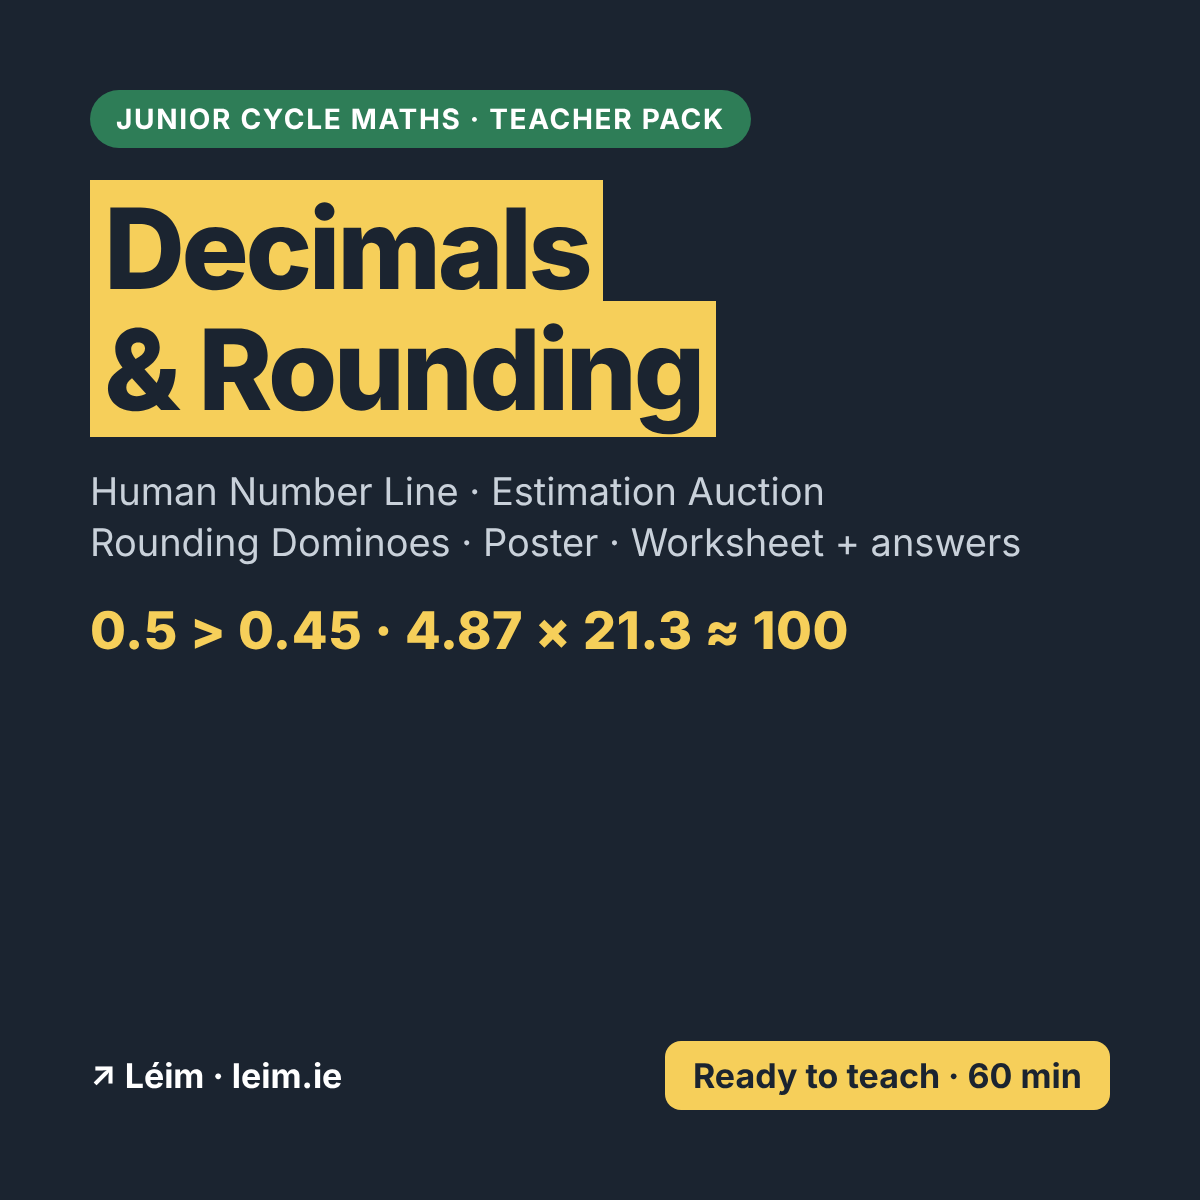 JUNIOR CYCLE MATHS · TEACHER PACK
Decimals
& Rounding
Human Number Line · Estimation Auction
Rounding Dominoes · Poster · Worksheet + answers
0.5 > 0.45 · 4.87 × 21.3 ≈ 100
↗ Léim · leim.ie
Ready to teach · 60 min